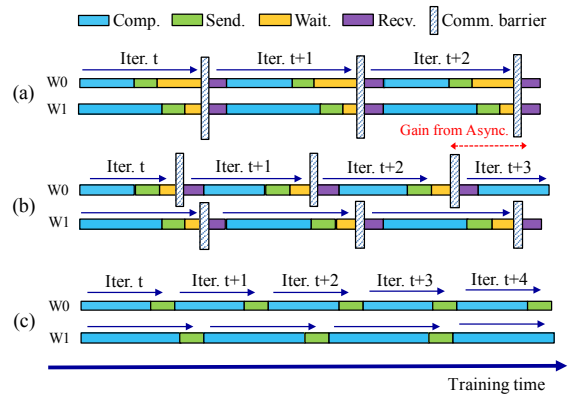 Comp. Send. Wait. Recv. Comm. barrier
Iter. t Iter. t+1 Iter. t+2
W0
(a)
W1
Gain from Async.
Iter. t Iter. t+1 Iter. t+2 Iter. t+3
W0
(b)
W1
Iter. t Iter. t+1 Iter. t+2 Iter. t+3 Iter. t+4
W0
(c)
W1
Training time